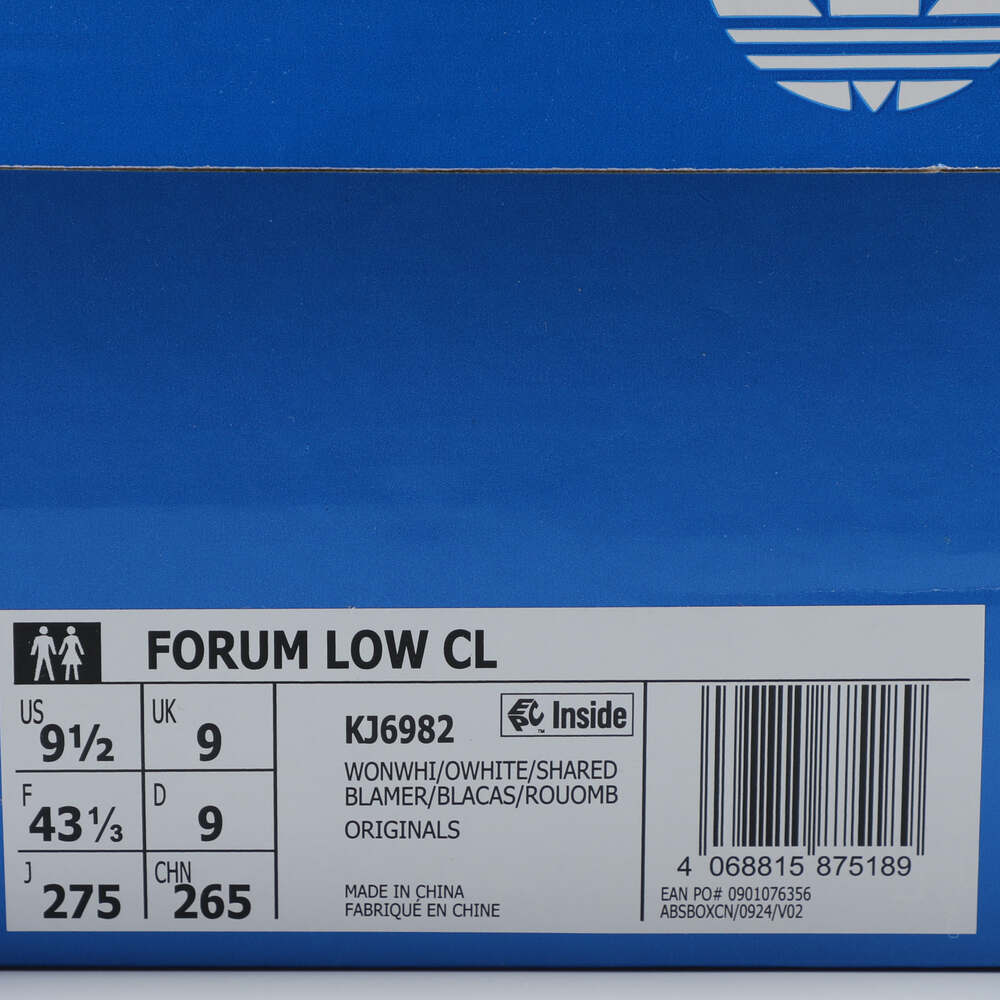 FORUM LOW CL
US 9½
UK 9
F 43⅓
D 9
J 275
CHN 265
KJ6982
EPC™ Inside
WONWHI/OWHITE/SHARED
BLAMER/BLACAS/ROUOMB
ORIGINALS
MADE IN CHINA
FABRIQUÉ EN CHINE
4 068815 875189
EAN PO# 0901076356
ABSBOXCN/0924/V02